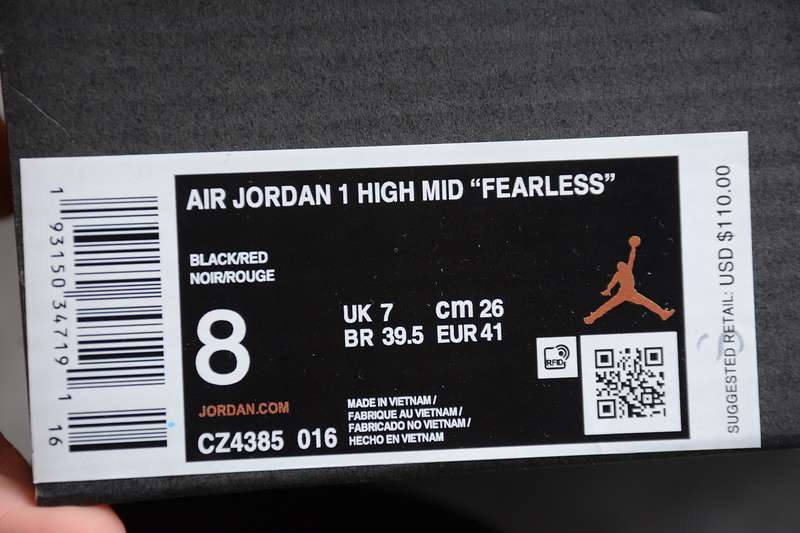 AIR JORDAN 1 HIGH MID “FEARLESS”
BLACK/RED
NOIR/ROUGE
8
UK 7 cm 26
BR 39.5 EUR 41
RFID
JORDAN.COM
CZ4385 016
MADE IN VIETNAM /
FABRIQUE AU VIETNAM /
FABRICADO NO VIETNAM /
HECHO EN VIETNAM
1 93150 34719 1
16
SUGGESTED RETAIL: USD $110.00